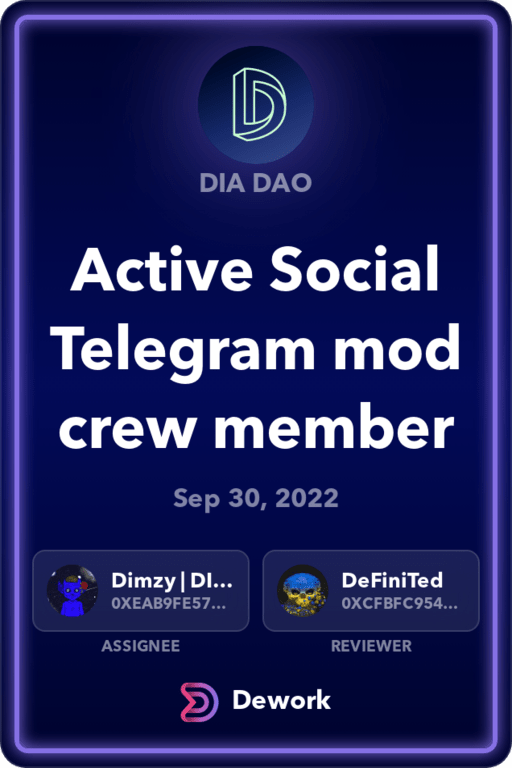 DIA DAO
Active Social
Telegram mod
crew member
Sep 30, 2022
Dimzy | DI...
0XEAB9FE57...
DeFiniTed
0XCFBFC954...
ASSIGNEE
REVIEWER
Dework